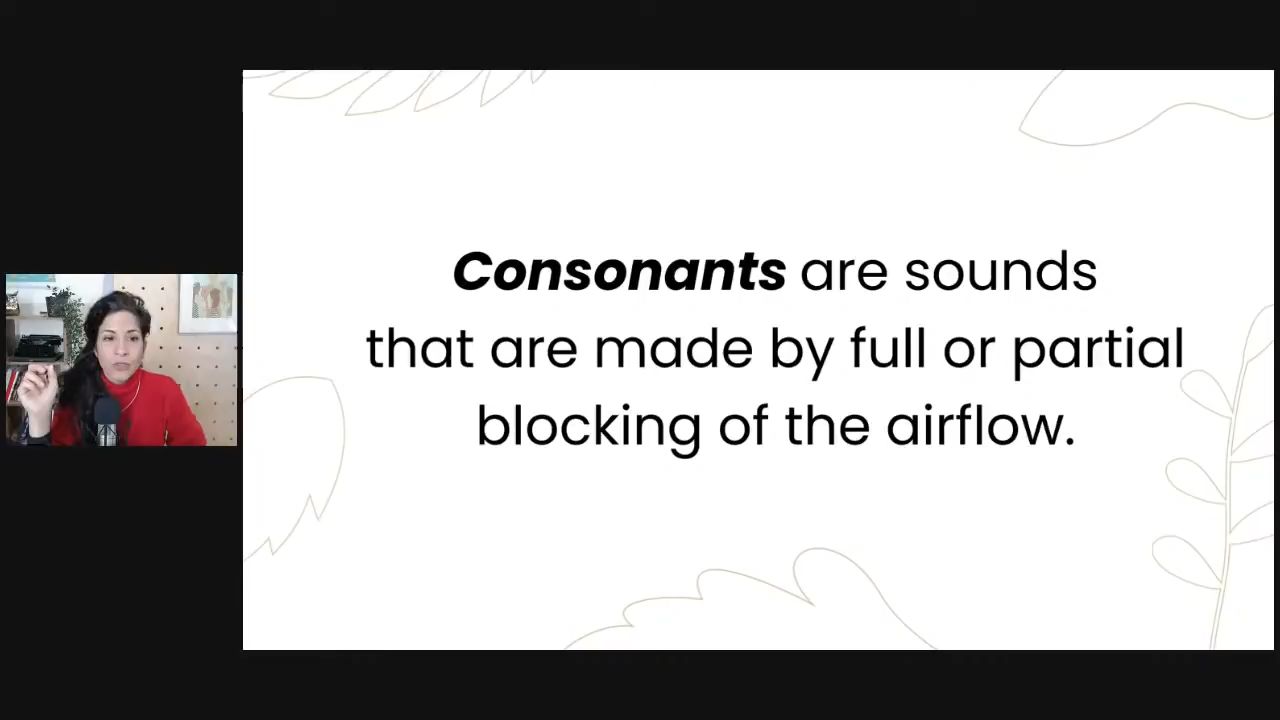 Consonants are sounds
that are made by full or partial
blocking of the airflow.